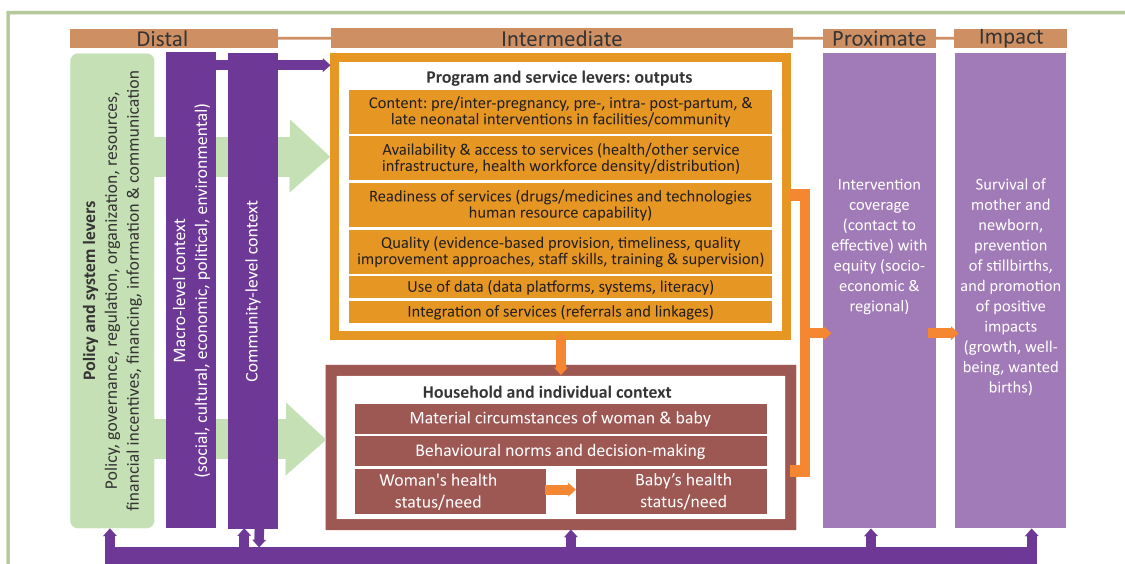 Distal
Intermediate
Proximate
Impact
Policy and system levers
Policy, governance, regulation, organization, resources,
financial incentives, financing, information & communication
Macro-level context
(social, cultural, economic, political, environmental)
Community-level context
Program and service levers: outputs
Content: pre/inter-pregnancy, pre-, intra- post-partum, &
late neonatal interventions in facilities/community
Availability & access to services (health/other service
infrastructure, health workforce density/distribution)
Readiness of services (drugs/medicines and technologies
human resource capability)
Quality (evidence-based provision, timeliness, quality
improvement approaches, staff skills, training & supervision)
Use of data (data platforms, systems, literacy)
Integration of services (referrals and linkages)
Household and individual context
Material circumstances of woman & baby
Behavioural norms and decision-making
Woman's health
status/need
Baby’s health
status/need
Intervention
coverage
(contact to
effective) with
equity (socio-
economic &
regional)
Survival of
mother and
newborn,
prevention
of stillbirths,
and promotion
of positive
impacts
(growth, well-
being, wanted
births)